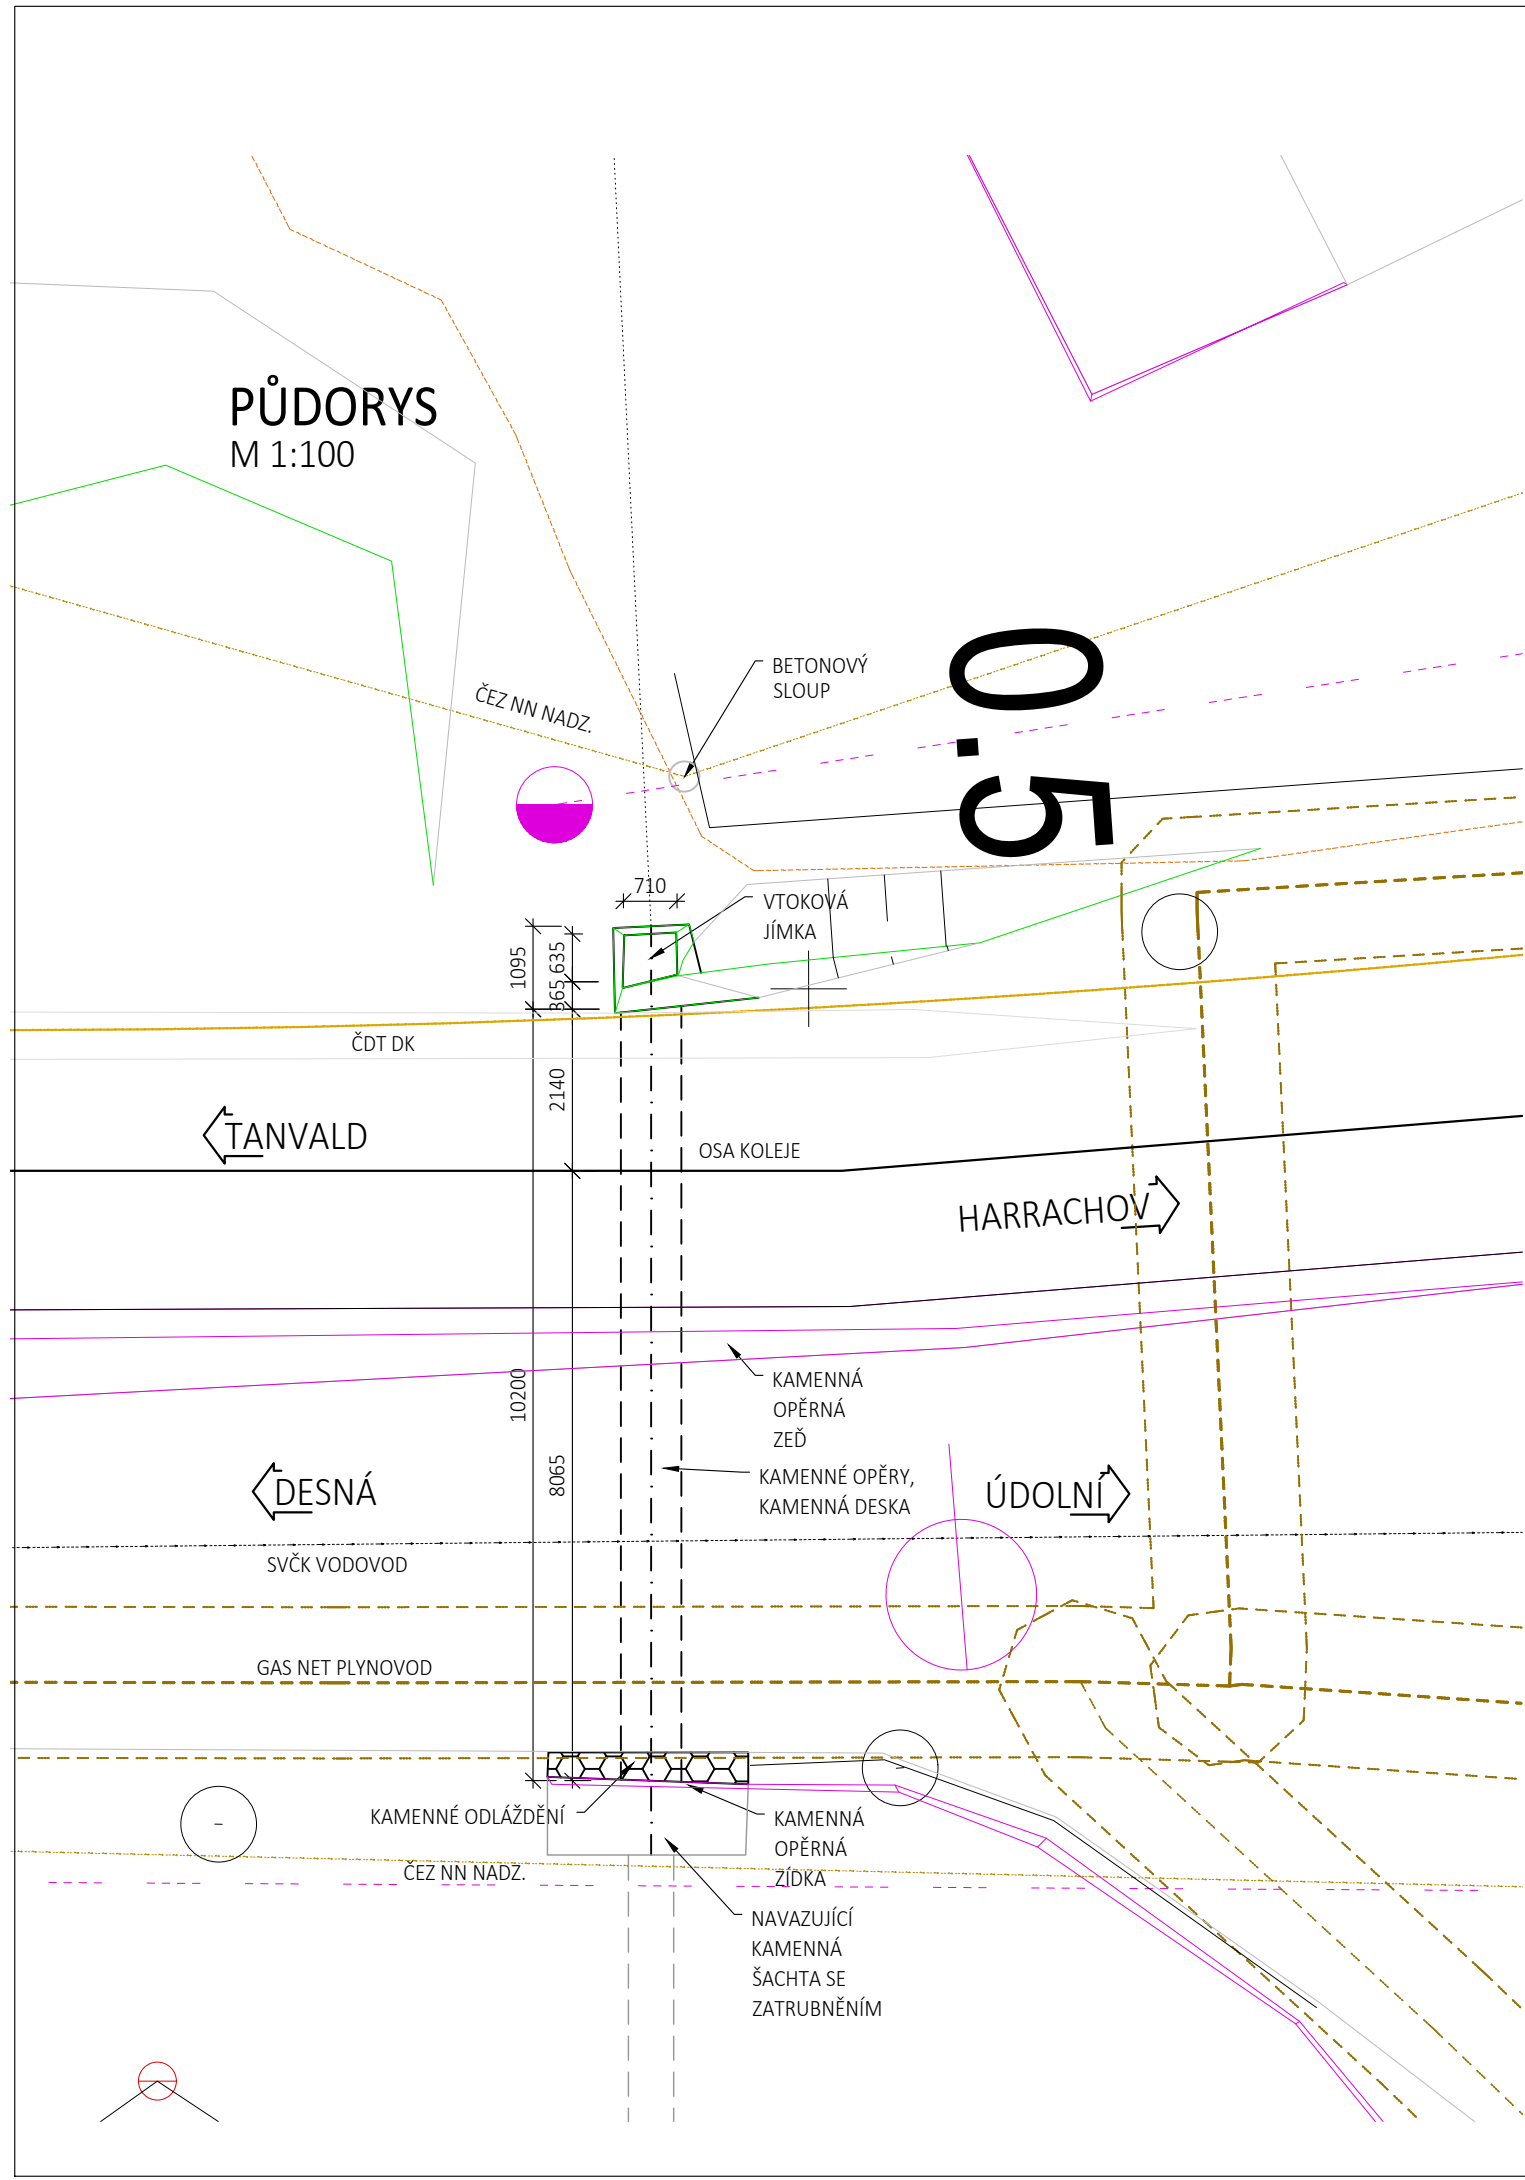 PŮDORYS
M 1:100
BETONOVÝ
SLOUP
ČEZ NN NADZ.
0.5
710
VTOKOVÁ
JÍMKA
1095
635
365
ČDT DK
2140
TANVALD
OSA KOLEJE
HARRACHOV
10200
KAMENNÁ
OPĚRNÁ
ZEĎ
8065
KAMENNÉ OPĚRY,
KAMENNÁ DESKA
DESNÁ
ÚDOLNÍ
SVČK VODOVOD
GAS NET PLYNOVOD
KAMENNÉ ODLÁŽDĚNÍ
KAMENNÁ
OPĚRNÁ
ZÍDKA
ČEZ NN NADZ.
NAVAZUJÍCÍ
KAMENNÁ
ŠACHTA SE
ZATRUBNĚNÍM